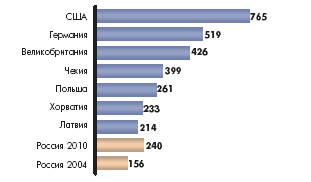 США 765
Германия 519
Великобритания 426
Чехия 399
Польша 261
Хорватия 233
Латвия 214
Россия 2010 240
Россия 2004 156